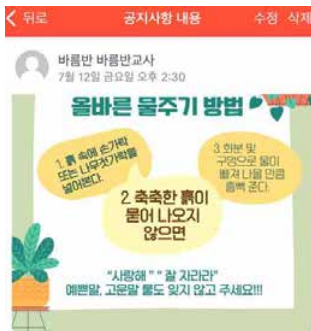 뒤로 공지사항 내용 수정 삭제
바름반 바름반교사
7월 12일 금요일 오후 2:30
올바른 물주기 방법
1. 흙 속에 손가락
또는 나무젓가락을
넣어본다.
2. 축축한 흙이
묻어 나오지
않으면
3. 화분 밑
구멍으로 물이
빠져 나올 만큼
흠뻑 준다.
"사랑해" "잘 자라라"
예쁜말, 고운말 물도 잊지 않고 주세요!!!